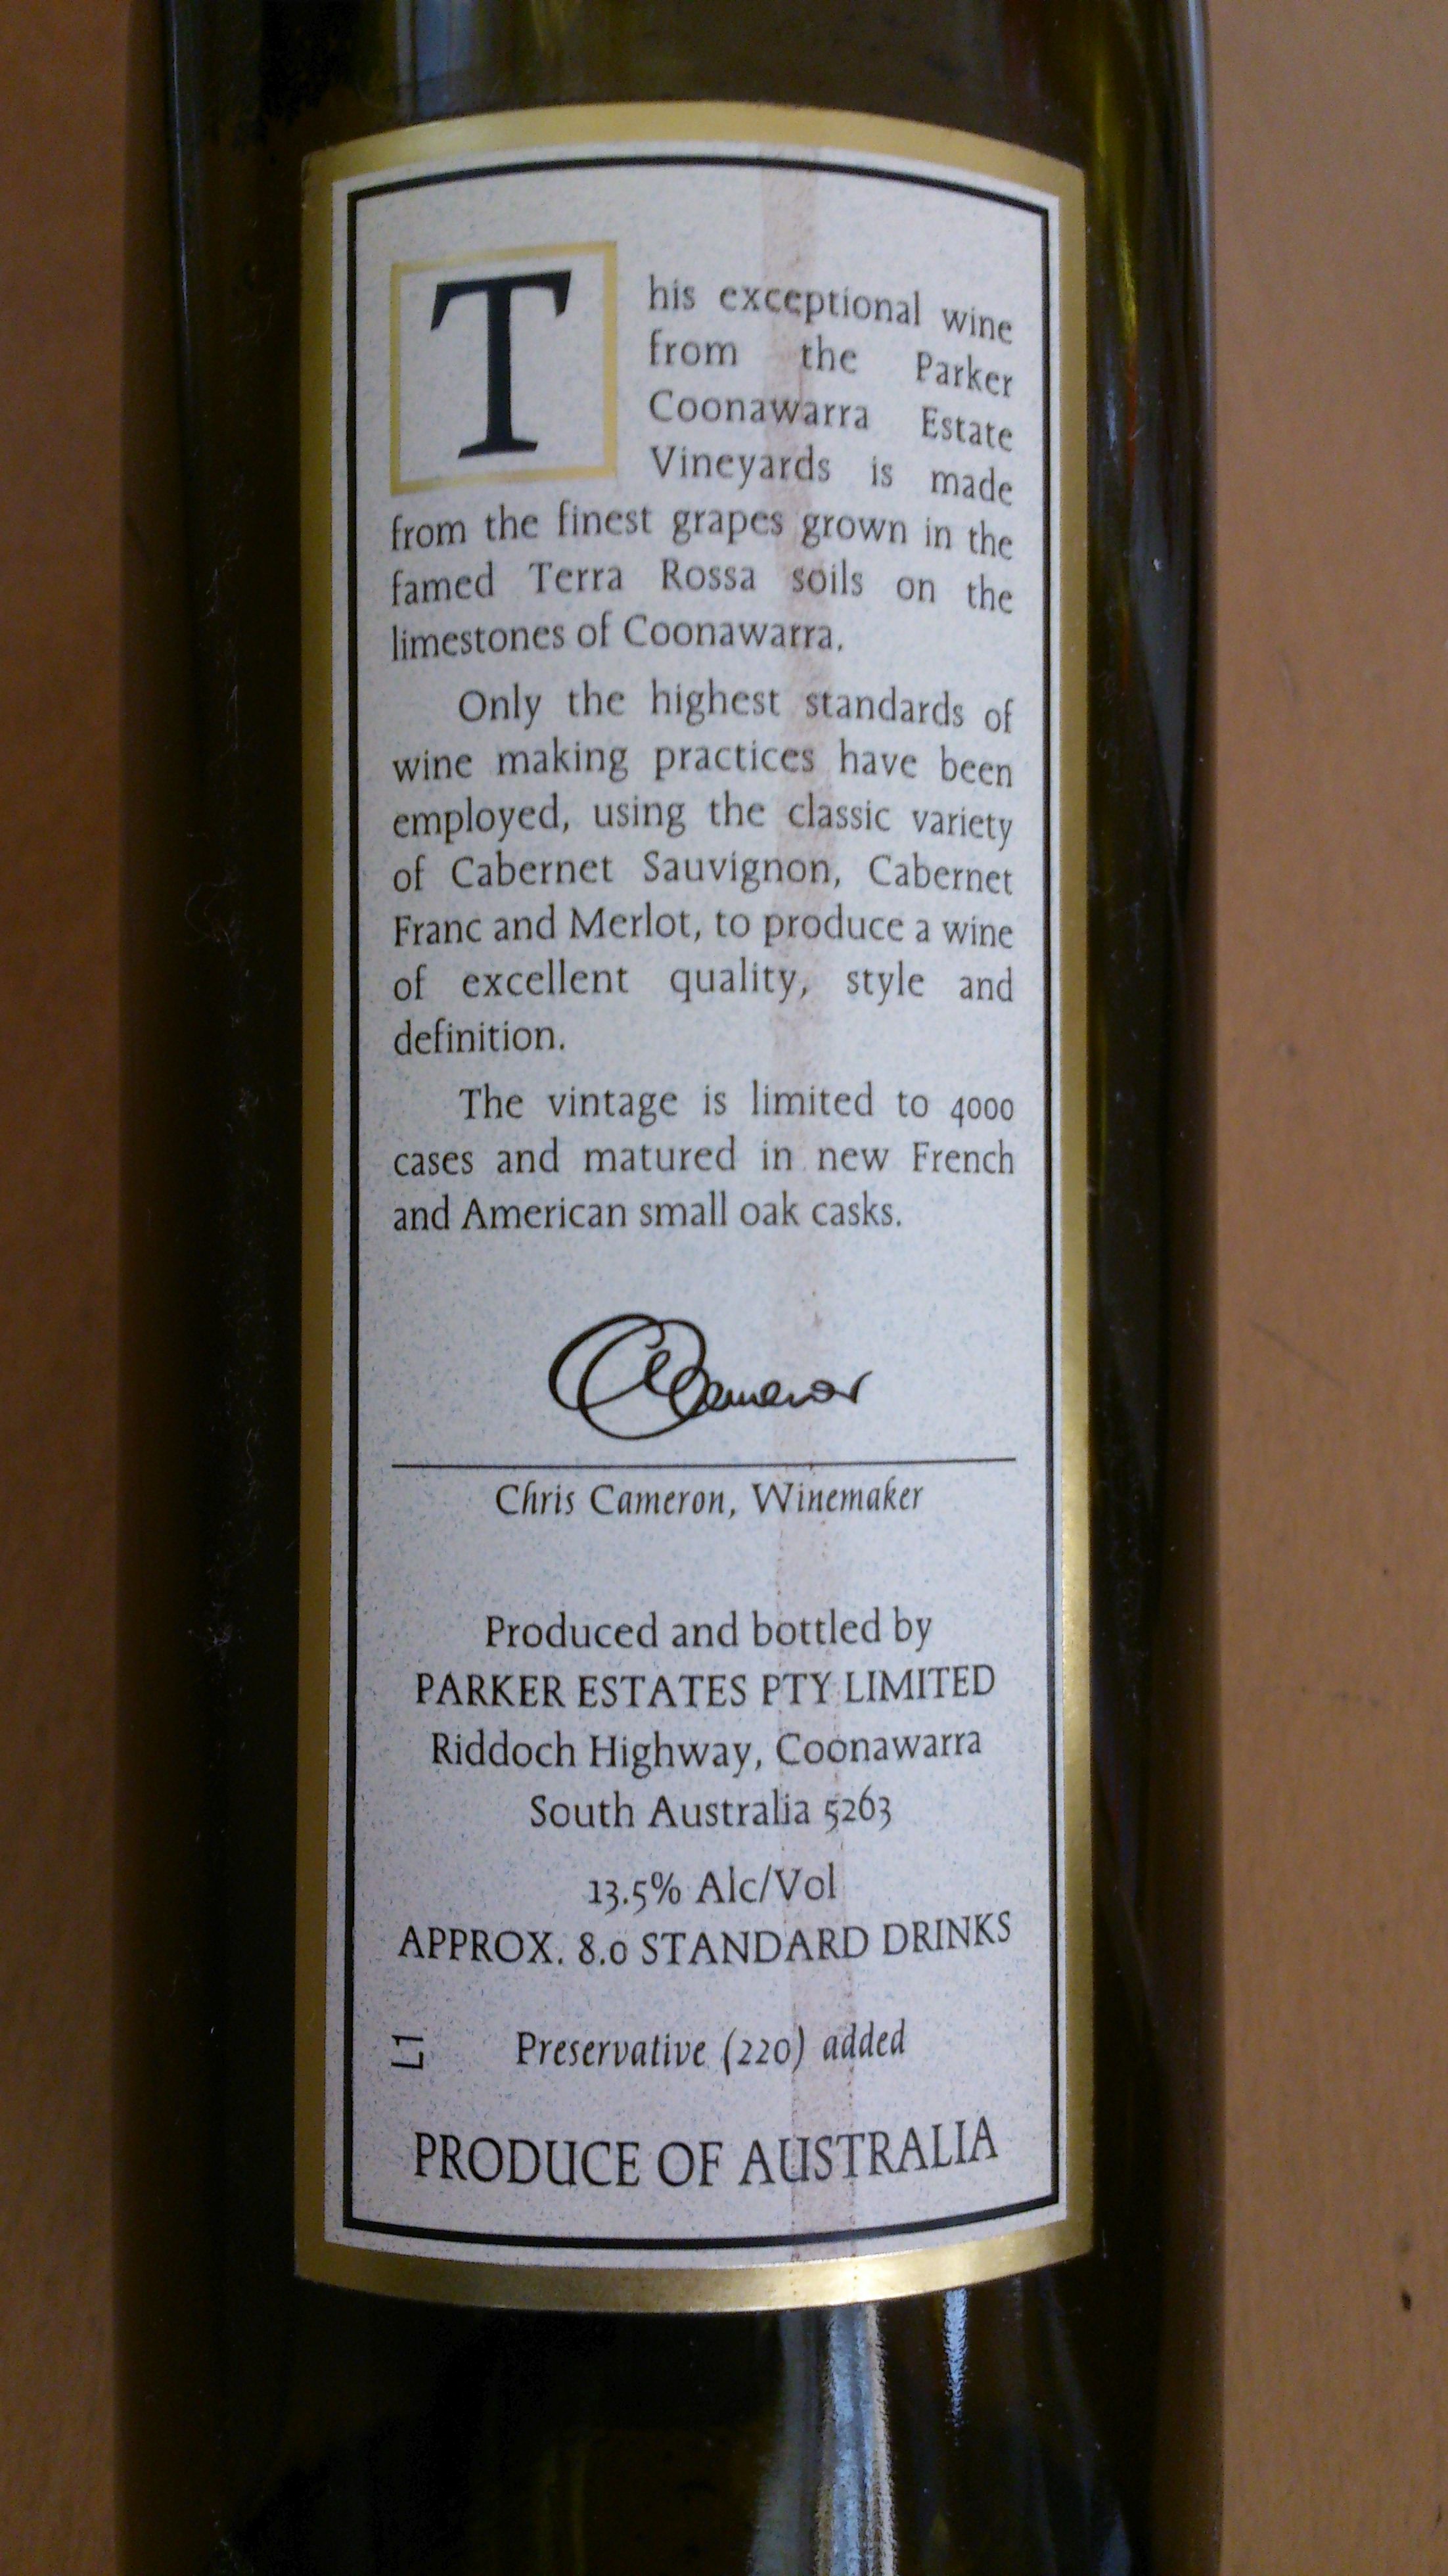 This exceptional wine
from the Parker
Coonawarra Estate
Vineyards is made
from the finest grapes grown in the
famed Terra Rossa soils on the
limestones of Coonawarra.
Only the highest standards of
wine making practices have been
employed, using the classic variety
of Cabernet Sauvignon, Cabernet
Franc and Merlot, to produce a wine
of excellent quality, style and
definition.
The vintage is limited to 4000
cases and matured in new French
and American small oak casks.
CCameron
Chris Cameron, Winemaker
Produced and bottled by
PARKER ESTATES PTY LIMITED
Riddoch Highway, Coonawarra
South Australia 5263
13.5% Alc/Vol
APPROX. 8.0 STANDARD DRINKS
L1
Preservative (220) added
PRODUCE OF AUSTRALIA